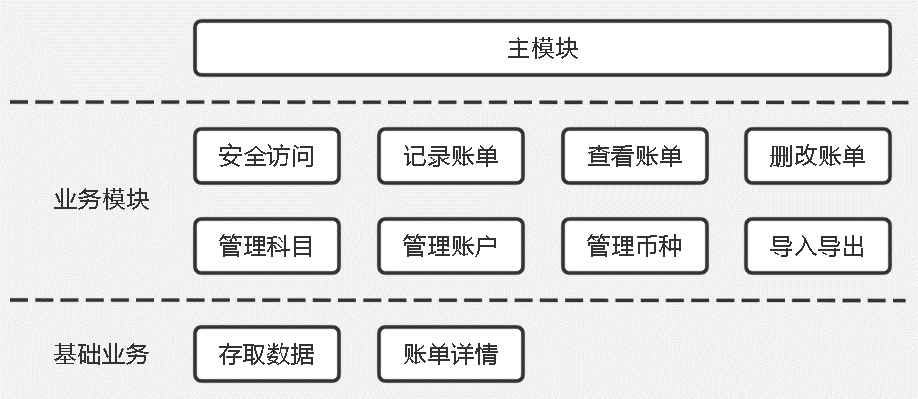 主模块
安全访问 记录账单 查看账单 删改账单
业务模块
管理科目 管理账户 管理币种 导入导出
基础业务 存取数据 账单详情